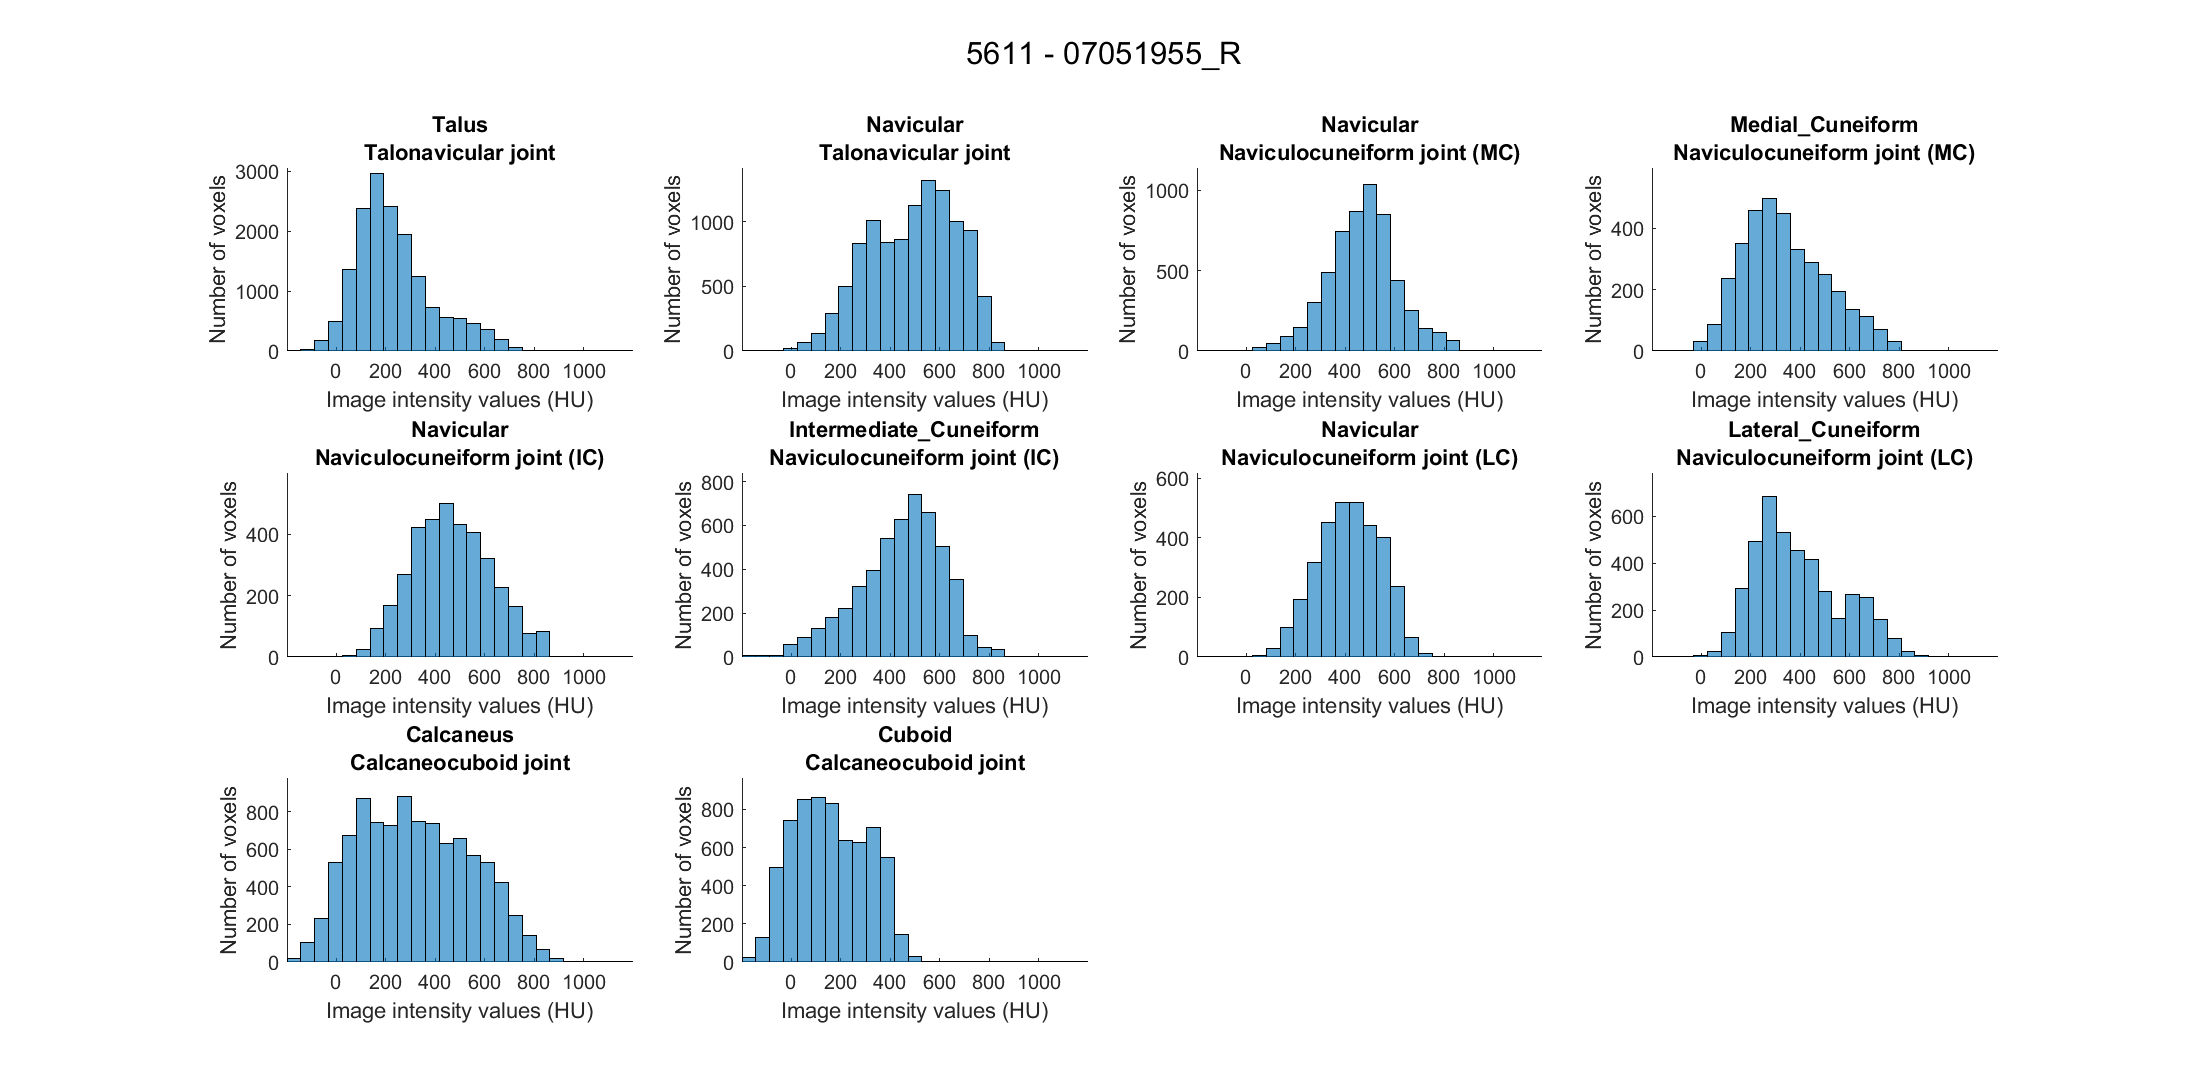 5611 - 07051955_R
Talus
Talonavicular joint
Number of voxels
3000
2000
1000
0
0 200 400 600 800 1000
Image intensity values (HU)
Navicular
Talonavicular joint
Number of voxels
1000
500
0
0 200 400 600 800 1000
Image intensity values (HU)
Navicular
Naviculocuneiform joint (MC)
Number of voxels
1000
500
0
0 200 400 600 800 1000
Image intensity values (HU)
Medial_Cuneiform
Naviculocuneiform joint (MC)
Number of voxels
400
200
0
0 200 400 600 800 1000
Image intensity values (HU)
Navicular
Naviculocuneiform joint (IC)
Number of voxels
400
200
0
0 200 400 600 800 1000
Image intensity values (HU)
Intermediate_Cuneiform
Naviculocuneiform joint (IC)
Number of voxels
800
600
400
200
0
0 200 400 600 800 1000
Image intensity values (HU)
Navicular
Naviculocuneiform joint (LC)
Number of voxels
600
400
200
0
0 200 400 600 800 1000
Image intensity values (HU)
Lateral_Cuneiform
Naviculocuneiform joint (LC)
Number of voxels
600
400
200
0
0 200 400 600 800 1000
Image intensity values (HU)
Calcaneus
Calcaneocuboid joint
Number of voxels
800
600
400
200
0
0 200 400 600 800 1000
Image intensity values (HU)
Cuboid
Calcaneocuboid joint
Number of voxels
800
600
400
200
0
0 200 400 600 800 1000
Image intensity values (HU)